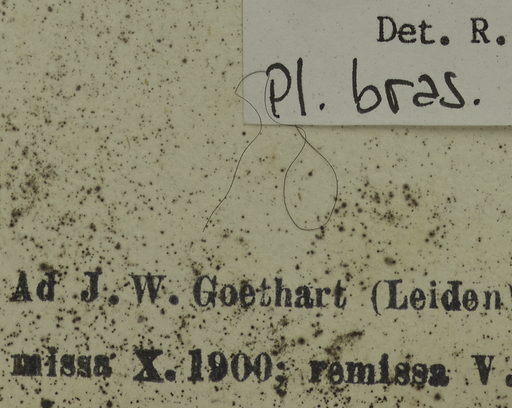 Det. R.
Pl. bras.
Ad J. W. Goethart (Leiden)
missa X. 1900; remissa V.